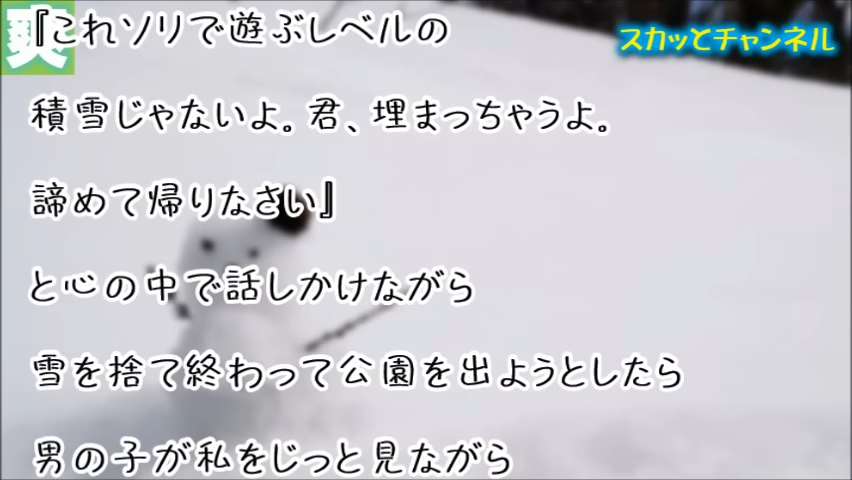 爽
スカッとチャンネル
『これソリで遊ぶレベルの
積雪じゃないよ。君、埋まっちゃうよ。
諦めて帰りなさい』
と心の中で話しかけながら
雪を捨て終わって公園を出ようとしたら
男の子が私をじっと見ながら